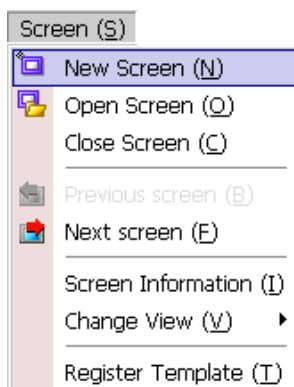 Screen (S)
New Screen (N)
Open Screen (O)
Close Screen (C)
Previous screen (B)
Next screen (F)
Screen Information (I)
Change View (V)
Register Template (T)